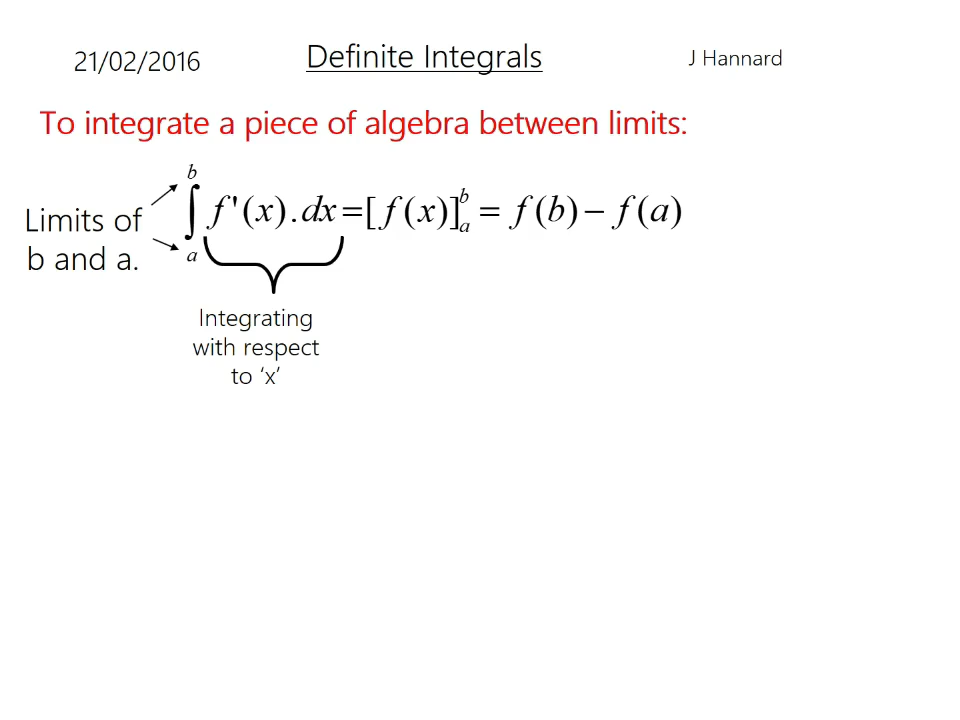 21/02/2016 Definite Integrals J Hannard
To integrate a piece of algebra between limits:
Limits of
b and a.
∫_a^b f'(x).dx=[f(x)]_a^b = f(b) − f(a)
Integrating
with respect
to ‘x’